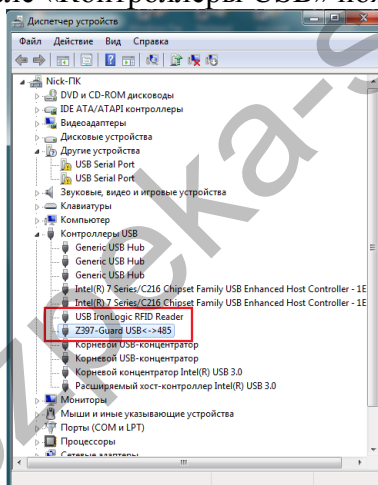 Диспетчер устройств
Файл Действие Вид Справка
Nick-ПК
DVD и CD-ROM дисководы
IDE ATA/ATAPI контроллеры
Видеоадаптеры
Дисковые устройства
Другие устройства
USB Serial Port
USB Serial Port
Звуковые, видео и игровые устройства
Клавиатуры
Компьютер
Контроллеры USB
Generic USB Hub
Generic USB Hub
Generic USB Hub
Intel(R) 7 Series/C216 Chipset Family USB Enhanced Host Controller - 1E
Intel(R) 7 Series/C216 Chipset Family USB Enhanced Host Controller - 1E
USB IronLogic RFID Reader
Z397-Guard USB<->485
Корневой USB-концентратор
Корневой USB-концентратор
Корневой концентратор Intel(R) USB 3.0
Расширяемый хост-контроллер Intel(R) USB 3.0
Мониторы
Мыши и иные указывающие устройства
Порты (COM и LPT)
Процессоры
Сетевые адаптеры